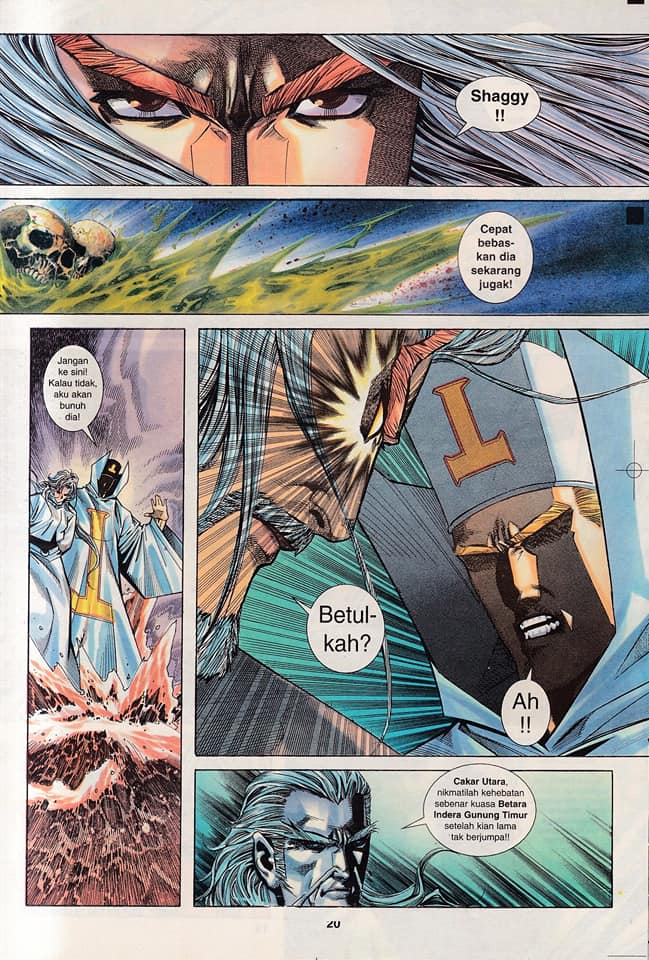 Shaggy
!!
Cepat
bebas-
kan dia
sekarang
jugak!
Jangan
ke sini!
Kalau tidak,
aku akan
bunuh
dia!
Betul-
kah?
Ah
!!
Cakar Utara,
nikmatilah kehebatan
sebenar kuasa Betara
Indera Gunung Timur
setelah kian lama
tak berjumpa!!
20